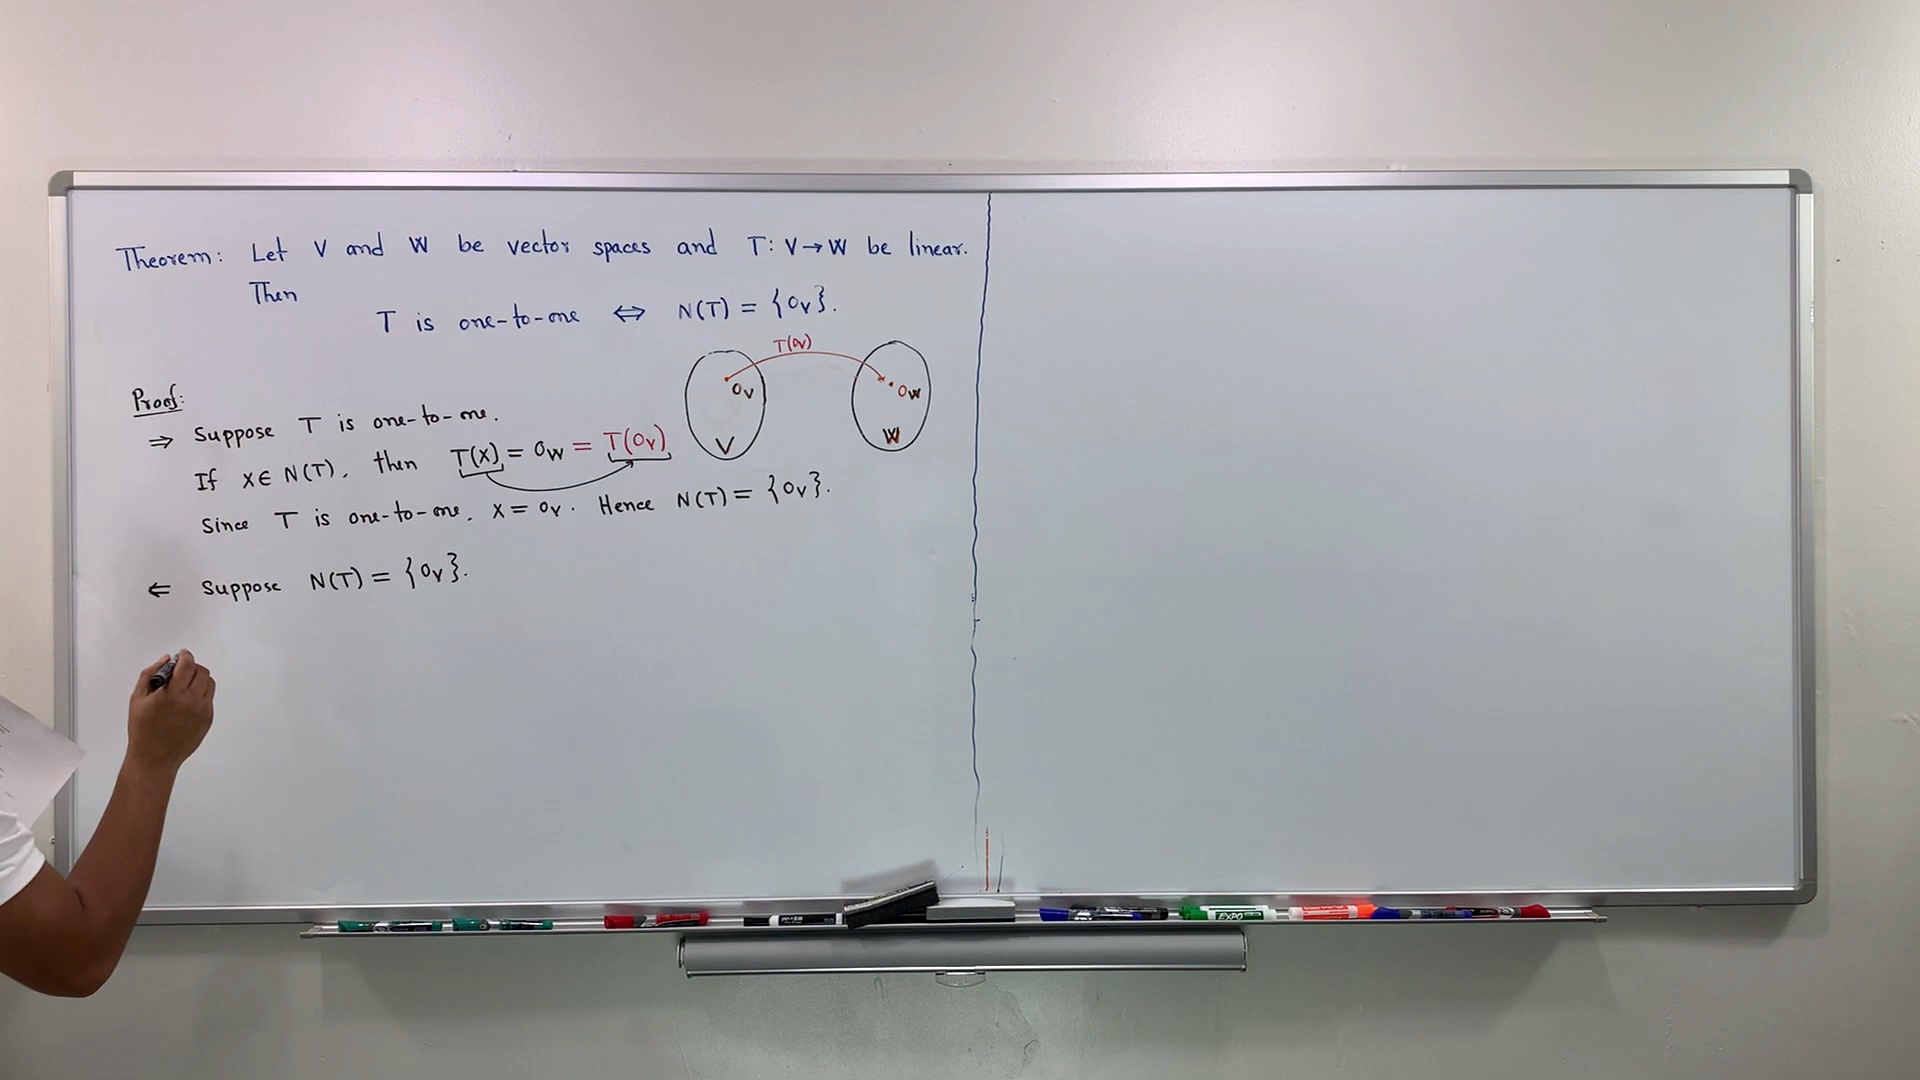 Theorem: Let V and W be vector spaces and T: V→W be linear.
Then
T is one-to-one ⇔ N(T) = {0_V}.
T(0_V)
0_V
0_W
V
W
Proof:
⇒ Suppose T is one-to-one.
If x ∈ N(T), then T(x) = 0_W = T(0_V)
Since T is one-to-one, x = 0_V. Hence N(T) = {0_V}.
⇐ Suppose N(T) = {0_V}.
EXPO